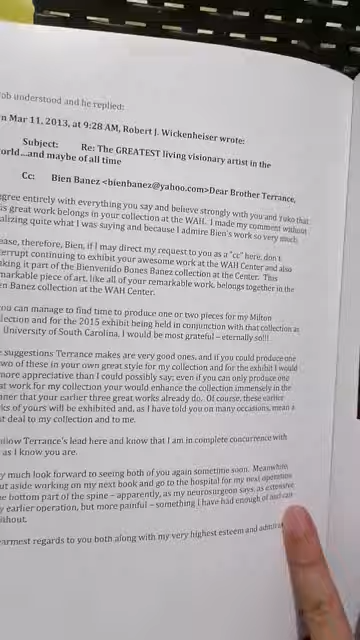 ob understood and he replied:
n Mar 11, 2013, at 9:28 AM, Robert J. Wickenheiser wrote:
Subject: Re: The GREATEST living visionary artist in the
orld...and maybe of all time
Cc: Bien Banez <bienbanez@yahoo.com>Dear Brother Terrance,
gree entirely with everything you say and believe strongly with you and Yuko that
is great work belongs in your collection at the WAH. I made my comment without
alizing quite what I was saying and because I admire Bien's work so very much
ease, therefore, Bien, if I may direct my request to you as a "cc" here, don't
errupt continuing to exhibit your awesome work at the WAH Center and also
aking it part of the Bienvenido Bones Banez collection at the Center. This
markable piece of art, like all of your remarkable work, belongs together in the
en Banez collection at the WAH Center.
ou can manage to find time to produce one or two pieces for my Milton
llection and for the 2015 exhibit being held in conjunction with that collection at
University of South Carolina, I would be most grateful – eternally so!!!
e suggestions Terrance makes are very good ones, and if you could produce one
two of these in your own great style for my collection and for the exhibit I would
more appreciative than I could possibly say; even if you can only produce one
at work for my collection your would enhance the collection immensely in the
nner that your earlier three great works already do. Of course, these earlier
ks of yours will be exhibited and, as I have told you on many occasions, mean a
at deal to my collection and to me.
llow Terrance's lead here and know that I am in complete concurrence with
as I know you are.
y much look forward to seeing both of you again sometime soon. Meanwhile,
ut aside working on my next book and go to the hospital for my next operation
he bottom part of the spine – apparently, as my neurosurgeon says, as extensive
y earlier operation, but more painful – something I have had enough of and can
ithout.
armest regards to you both along with my very highest esteem and